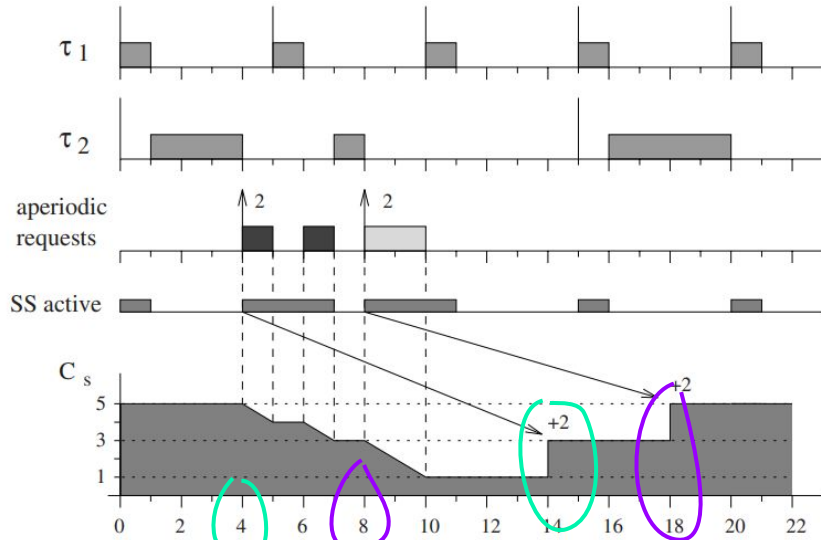 τ 1
τ 2
aperiodic
requests
2
2
SS active
C s
5
3
1
+2
+2
0 2 4 6 8 10 12 14 16 18 20 22